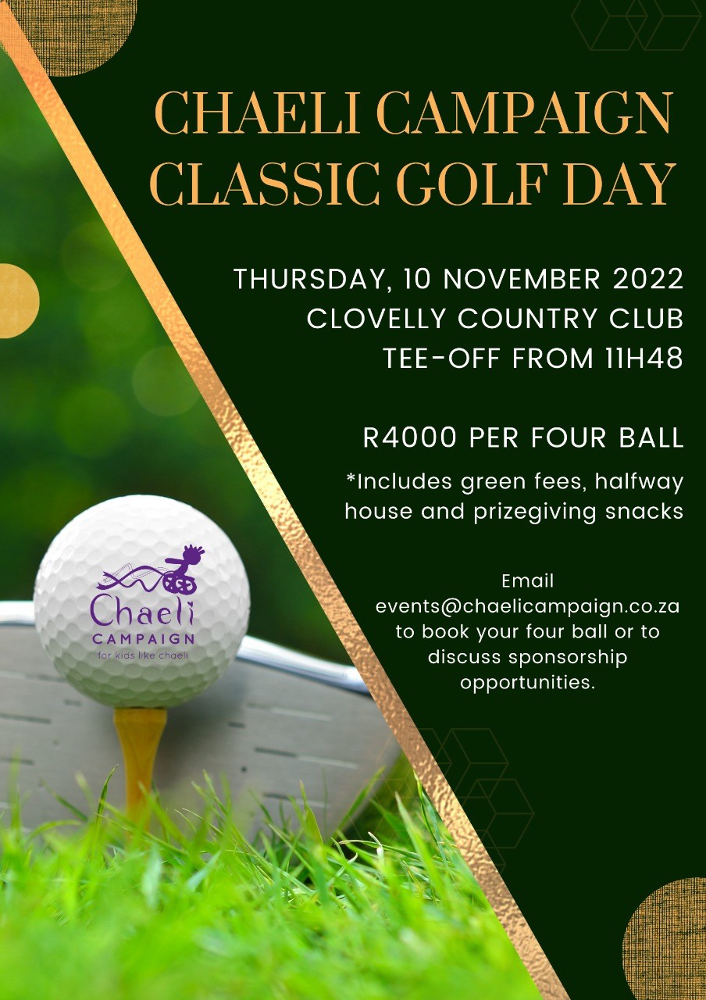 CHAELI CAMPAIGN
CLASSIC GOLF DAY
THURSDAY, 10 NOVEMBER 2022
CLOVELLY COUNTRY CLUB
TEE-OFF FROM 11H48
R4000 PER FOUR BALL
*Includes green fees, halfway
house and prizegiving snacks
Email
events@chaelicampaign.co.za
to book your four ball or to
discuss sponsorship
opportunities.
Chaeli
CAMPAIGN
for kids like chaeli